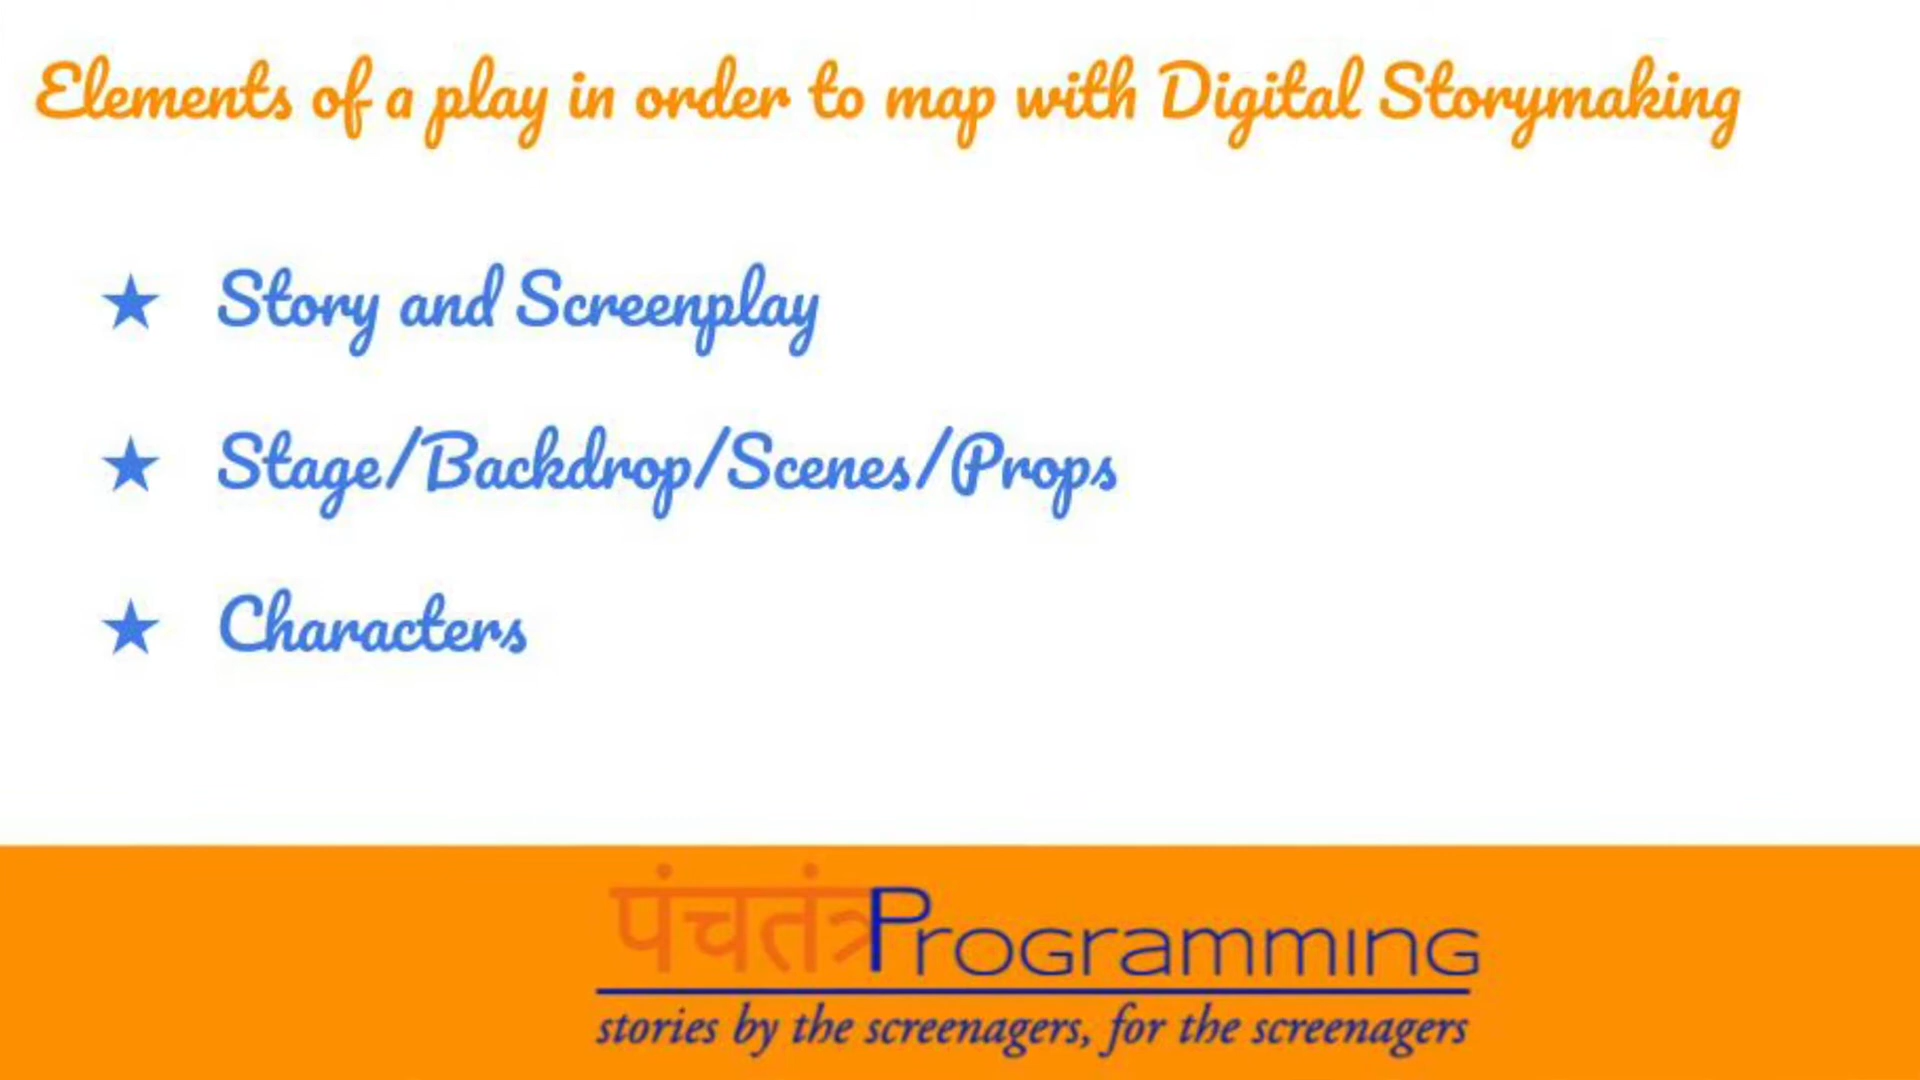 Elements of a play in order to map with Digital Storymaking
★ Story and Screenplay
★ Stage/Backdrop/Scenes/Props
★ Characters
पंचतंत्र Programming
stories by the screenagers, for the screenagers